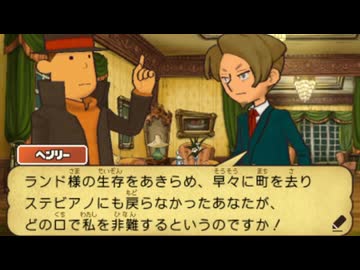 ヘンリー
ランド様の生存をあきらめ、早々に町を去り
ステビアノにも戻らなかったあなたが、
どの口で私を非難するというのですか！